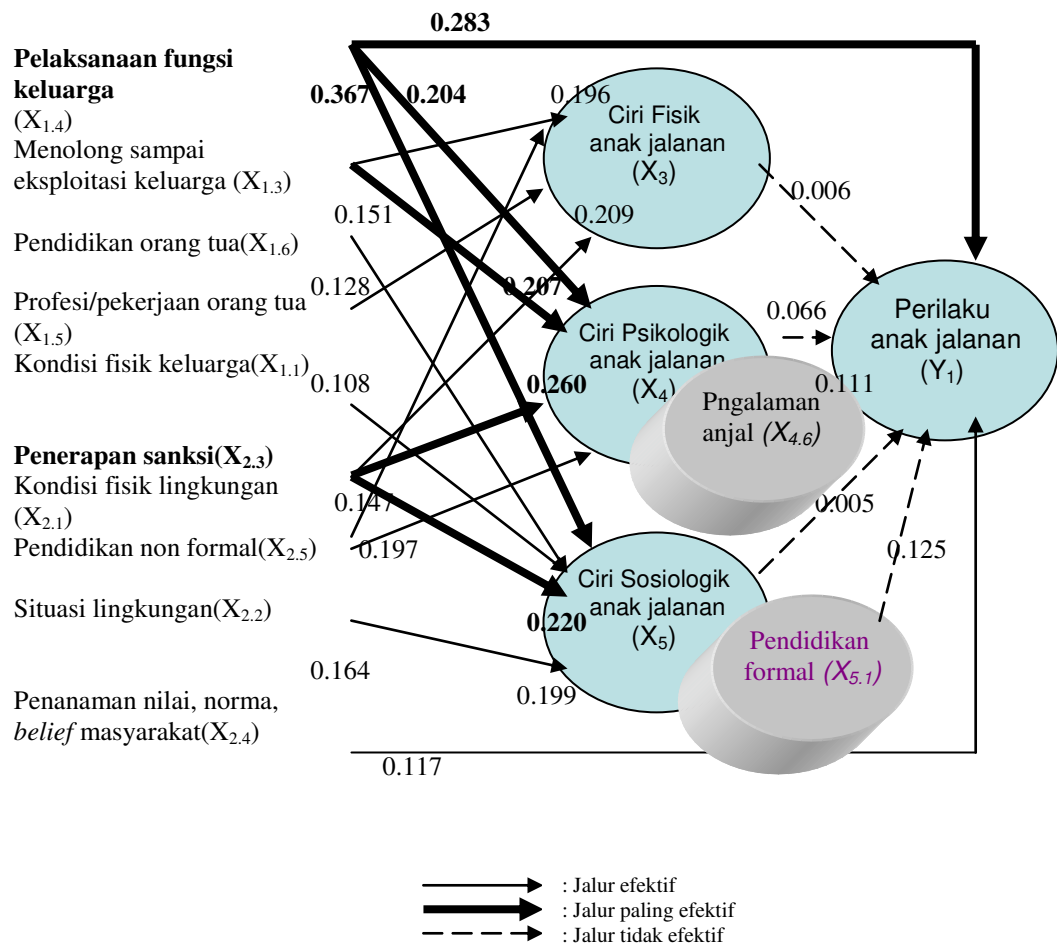 0.283
Pelaksanaan fungsi
keluarga
(X1.4)
Menolong sampai
eksploitasi keluarga (X1.3)
Pendidikan orang tua(X1.6)
Profesi/pekerjaan orang tua
(X1.5)
Kondisi fisik keluarga(X1.1)
Penerapan sanksi(X2.3)
Kondisi fisik lingkungan
(X2.1)
Pendidikan non formal(X2.5)
Situasi lingkungan(X2.2)
Penanaman nilai, norma,
belief masyarakat(X2.4)
0.367
0.204
0.196
0.151
0.209
0.128
0.207
0.108
0.260
0.147
0.197
0.220
0.164
0.199
0.117
Ciri Fisik
anak jalanan
(X3)
0.006
Ciri Psikologik
anak jalanan
(X4)
0.066
Perilaku
anak jalanan
(Y1)
0.111
Pngalaman
anjal (X4.6)
0.005
0.125
Ciri Sosiologik
anak jalanan
(X5)
Pendidikan
formal (X5.1)
: Jalur efektif
: Jalur paling efektif
: Jalur tidak efektif